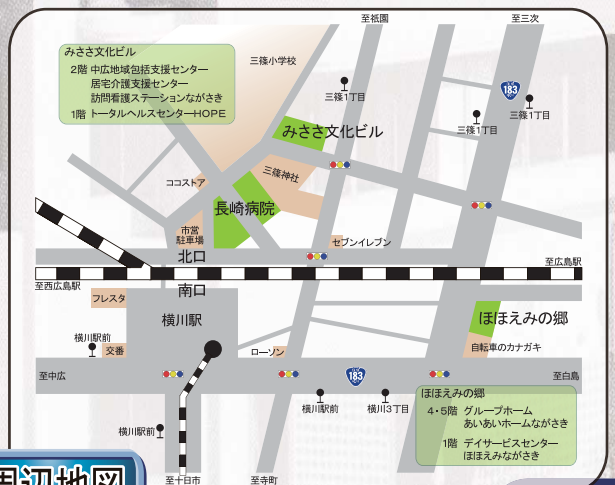 至祇園
至三次
みささ文化ビル
2階 中広地域包括支援センター
居宅介護支援センター
訪問看護ステーションながさき
1階 トータルヘルスセンターHOPE
三篠小学校
183
三篠1丁目
三篠1丁目
三篠1丁目
みささ文化ビル
三篠神社
ココストア
長崎病院
市営
駐車場
北口
セブンイレブン
至広島駅
至西広島駅
南口
フレスタ
横川駅
ほほえみの郷
横川駅前
交番
ローソン
自転車のカナガキ
至中広
183
至白島
横川駅前
横川3丁目
横川駅前
ほほえみの郷
4・5階 グループホーム
あいあいホームながさき
1階 デイサービスセンター
ほほえみながさき
周辺地図
至十日市
至寺町